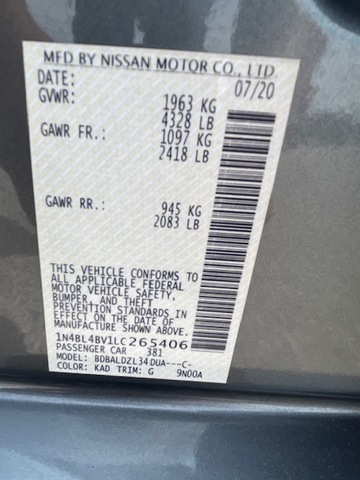 MFD BY NISSAN MOTOR CO., LTD.
DATE: 07/20
GVWR: 1963 KG
4328 LB
GAWR FR.: 1097 KG
2418 LB
GAWR RR.: 945 KG
2083 LB
THIS VEHICLE CONFORMS TO
ALL APPLICABLE FEDERAL
MOTOR VEHICLE SAFETY,
BUMPER, AND THEFT
PREVENTION STANDARDS IN
EFFECT ON THE DATE OF
MANUFACTURE SHOWN ABOVE.
1N4BL4BV1LC265406
PASSENGER CAR 381
MODEL: BDBALDZL34DUA---C-
COLOR: KAD TRIM: G 9N00A